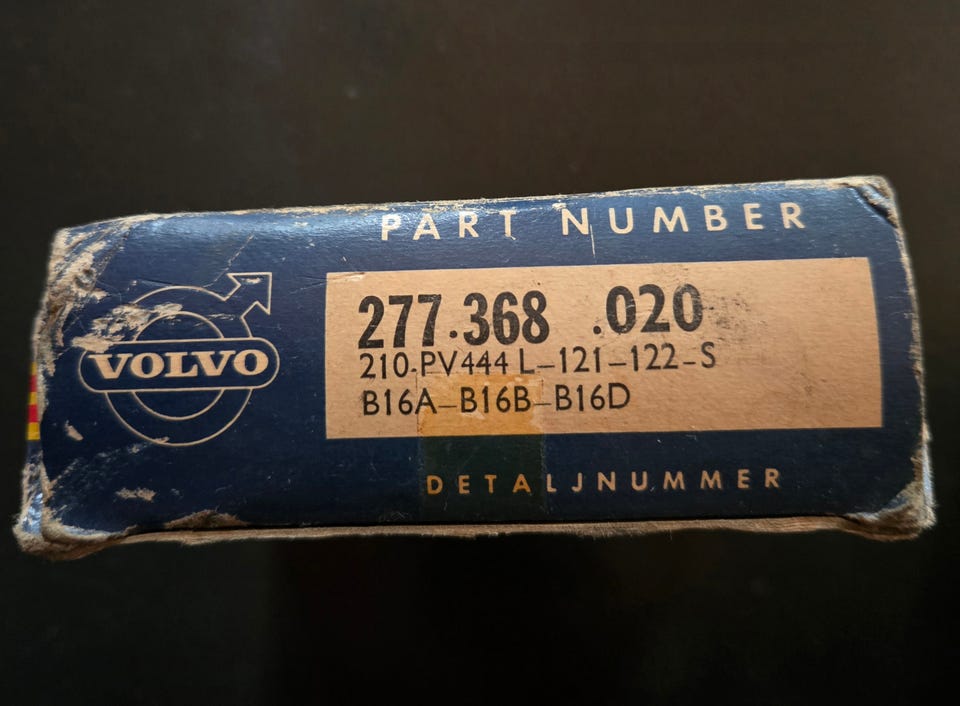 PART NUMBER
VOLVO
277.368 .020
210-PV444 L-121-122-S
B16A-B16B-B16D
DETALJNUMMER